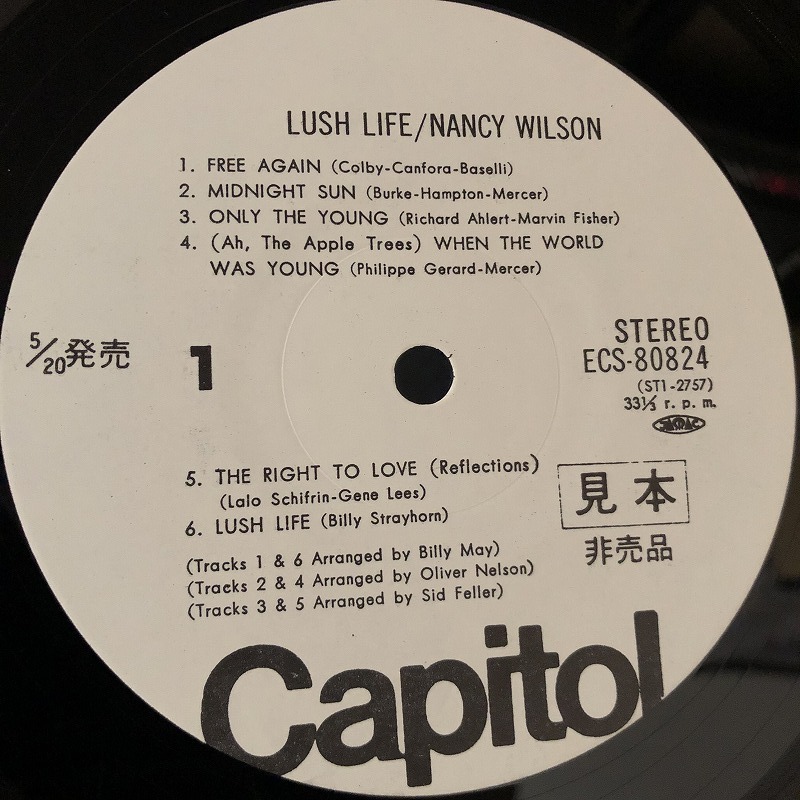 LUSH LIFE/NANCY WILSON
1. FREE AGAIN (Colby-Canfora-Baselli)
2. MIDNIGHT SUN (Burke-Hampton-Mercer)
3. ONLY THE YOUNG (Richard Ahlert-Marvin Fisher)
4. (Ah, The Apple Trees) WHEN THE WORLD
WAS YOUNG (Philippe Gerard-Mercer)
5/20発売
1
STEREO
ECS-80824
(ST1-2757)
33⅓ r. p. m.
JASRAC
5. THE RIGHT TO LOVE (Reflections)
(Lalo Schifrin-Gene Lees)
6. LUSH LIFE (Billy Strayhorn)
見本
非売品
(Tracks 1 & 6 Arranged by Billy May)
(Tracks 2 & 4 Arranged by Oliver Nelson)
(Tracks 3 & 5 Arranged by Sid Feller)
Capitol